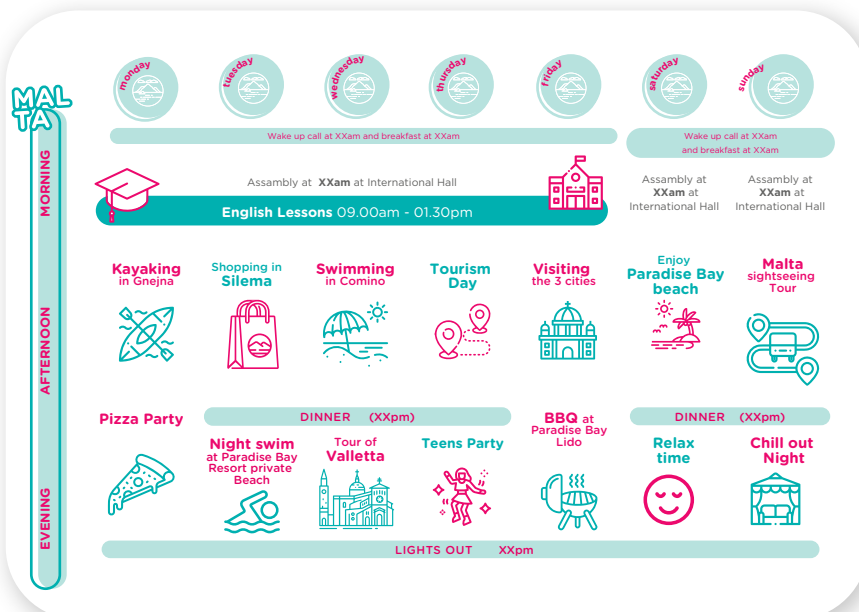 monday
tuesday
wednesday
thursday
friday
saturday
sunday
MAL
TA
Wake up call at XXam and breakfast at XXam
Wake up call at XXam
and breakfast at XXam
MORNING
Assambly at XXam at International Hall
English Lessons 09.00am - 01.30pm
Assambly at
XXam at
International Hall
Assambly at
XXam at
International Hall
AFTERNOON
Kayaking
in Gnejna
Shopping in
Silema
Swimming
in Comino
Tourism
Day
Visiting
the 3 cities
Enjoy
Paradise Bay
beach
Malta
sightseeing
Tour
EVENING
Pizza Party
DINNER (XXpm)
Night swim
at Paradise Bay
Resort private
Beach
Tour of
Valletta
Teens Party
BBQ at
Paradise Bay
Lido
DINNER (XXpm)
Relax
time
Chill out
Night
LIGHTS OUT XXpm